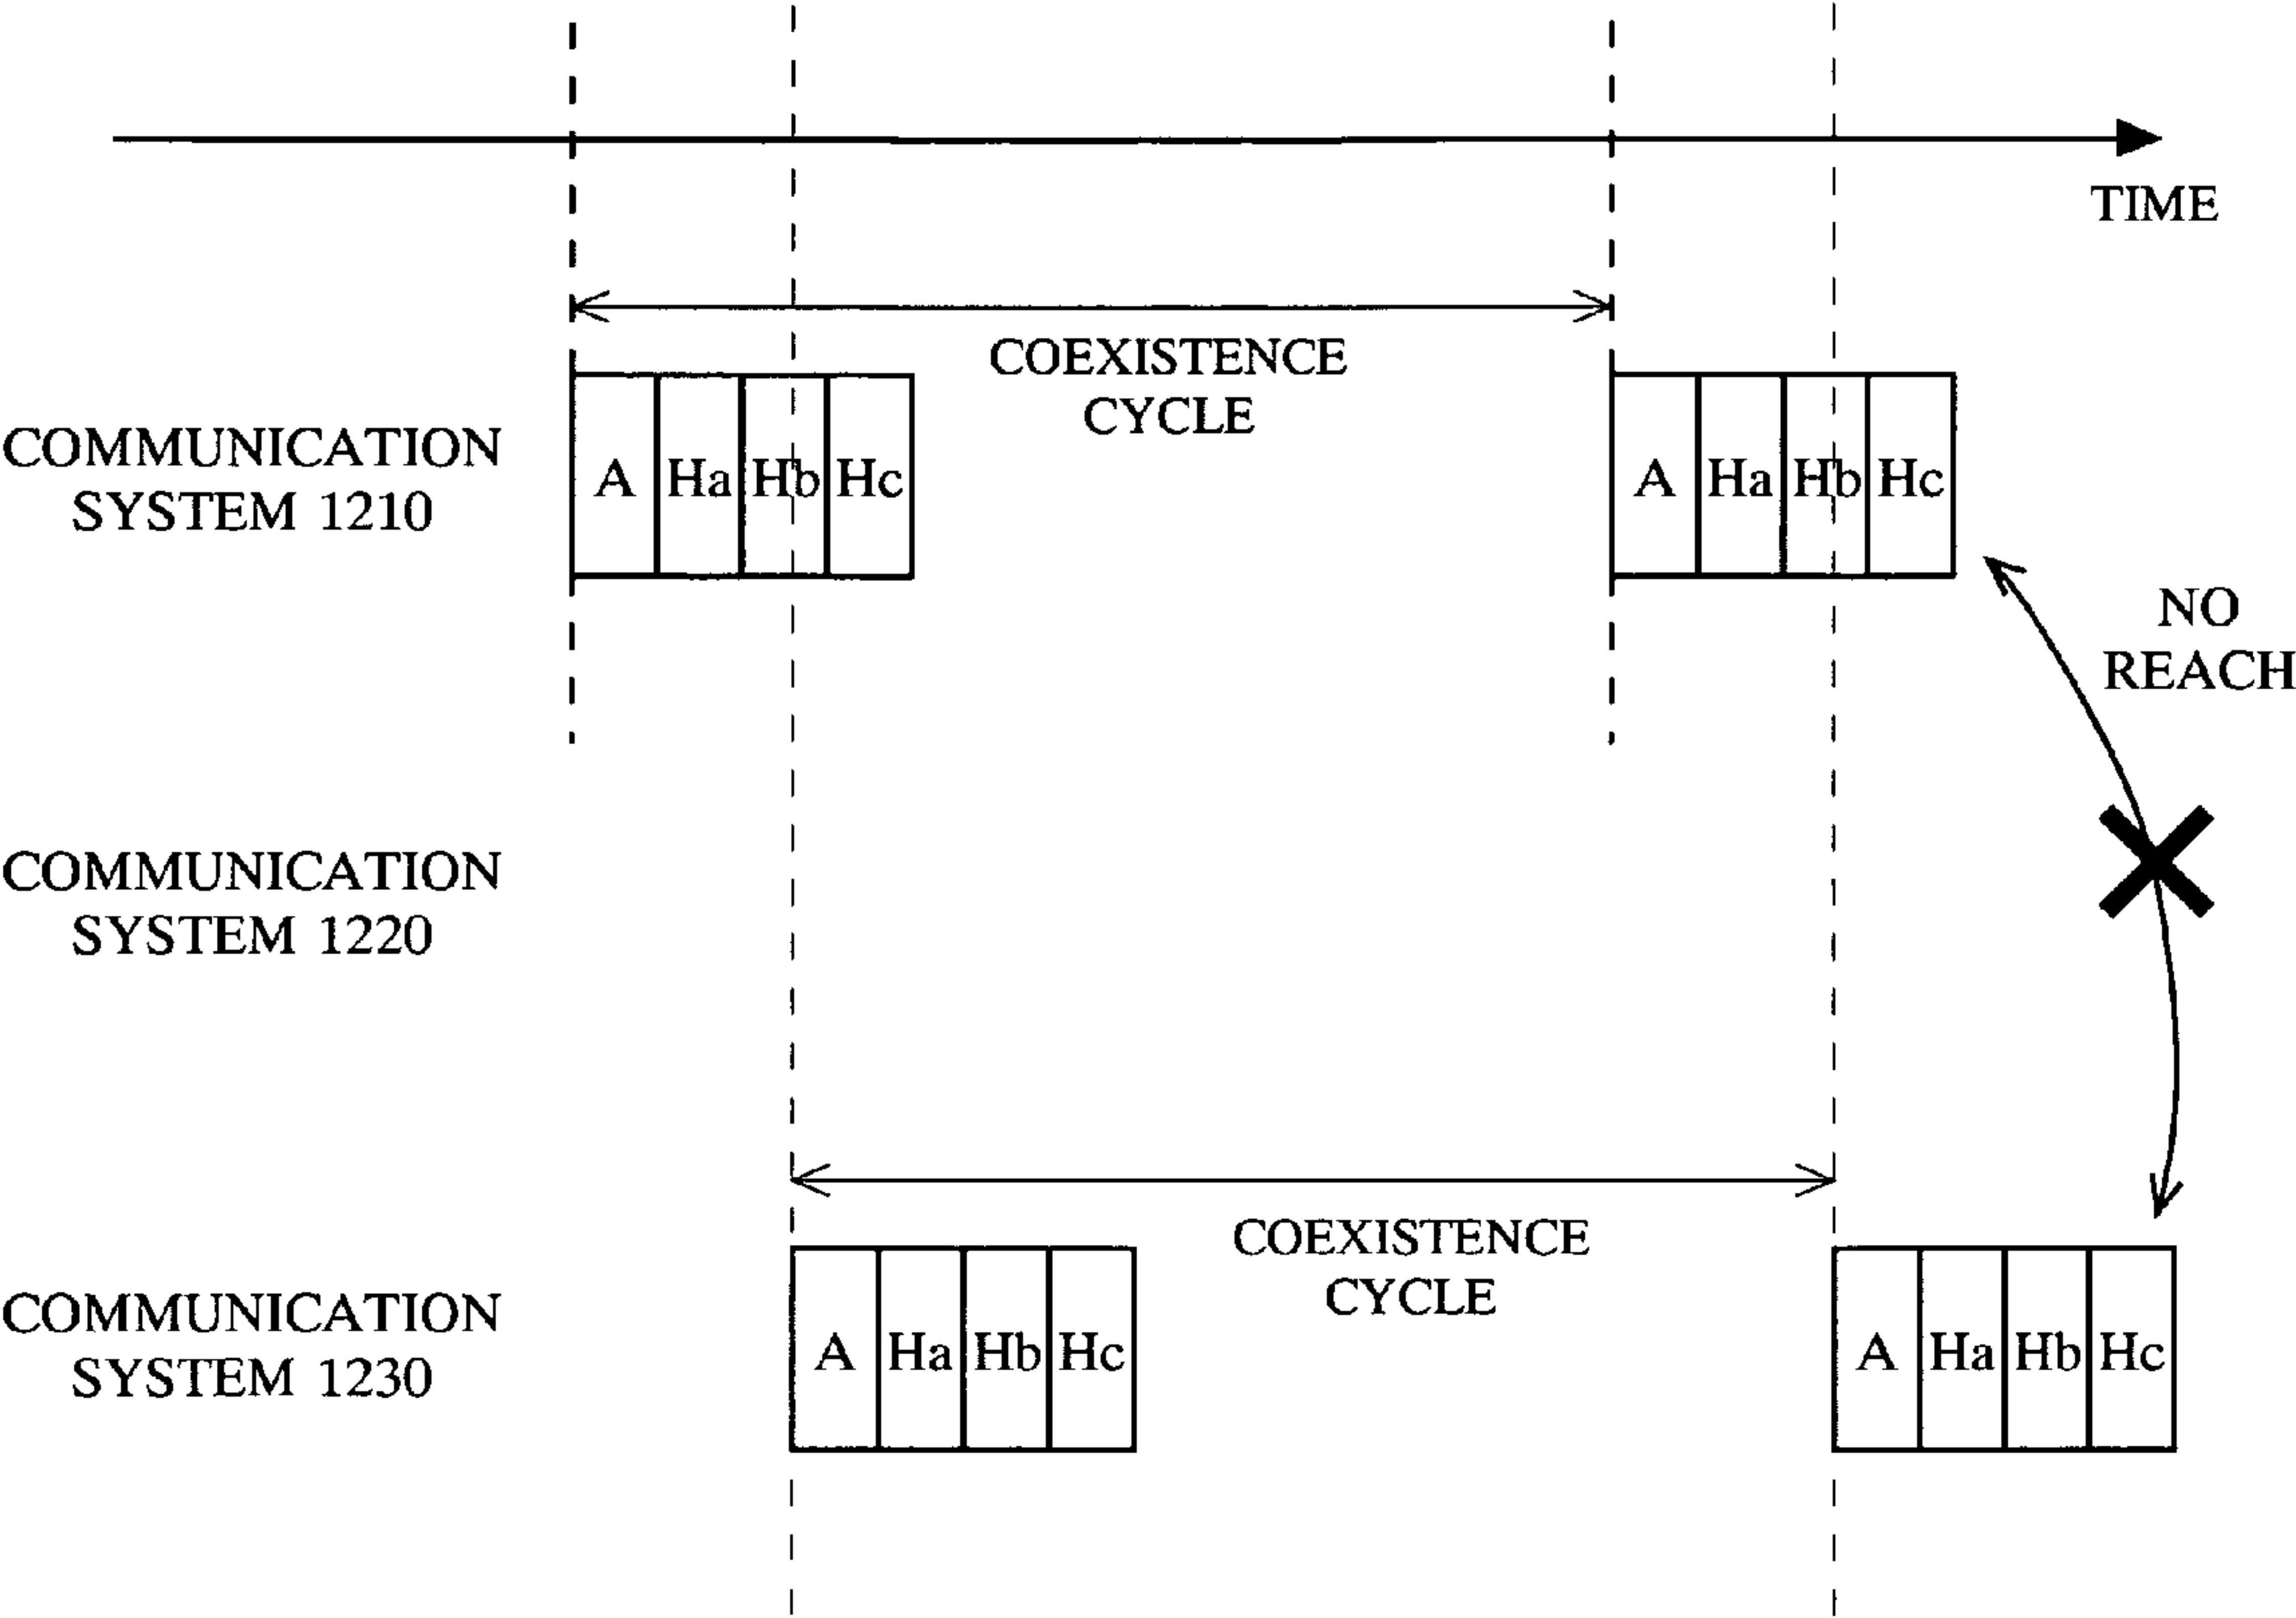 TIME
COEXISTENCE
CYCLE
COMMUNICATION
SYSTEM 1210
A Ha Hb Hc
A Ha Hb Hc
NO
REACH
COMMUNICATION
SYSTEM 1220
COEXISTENCE
CYCLE
COMMUNICATION
SYSTEM 1230
A Ha Hb Hc
A Ha Hb Hc